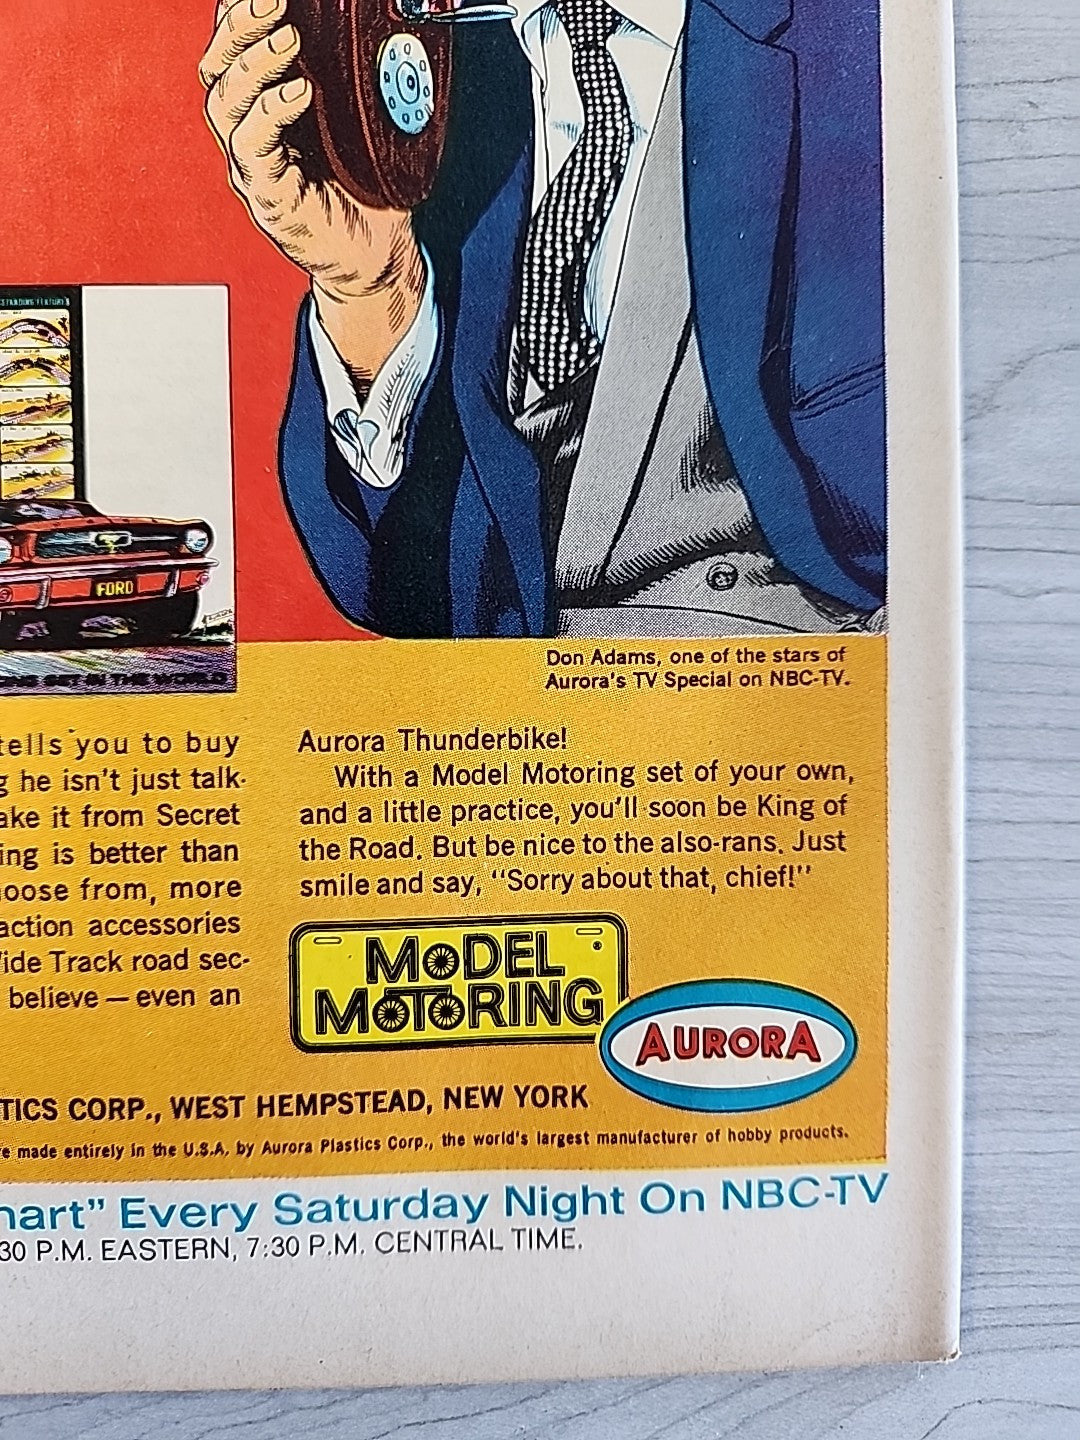 STANDING FEATURES
FORD
Don Adams, one of the stars of
Aurora's TV Special on NBC-TV.
tells you to buy
g he isn't just talk-
ake it from Secret
ing is better than
oose from, more
action accessories
Wide Track road sec-
believe — even an
Aurora Thunderbike!
With a Model Motoring set of your own,
and a little practice, you'll soon be King of
the Road. But be nice to the also-rans. Just
smile and say, "Sorry about that, chief!"
MODEL
MOTORING
®
AURORA
TICS CORP., WEST HEMPSTEAD, NEW YORK
e made entirely in the U.S.A. by Aurora Plastics Corp., the world's largest manufacturer of hobby products.
mart" Every Saturday Night On NBC-TV
30 P.M. EASTERN, 7:30 P.M. CENTRAL TIME.